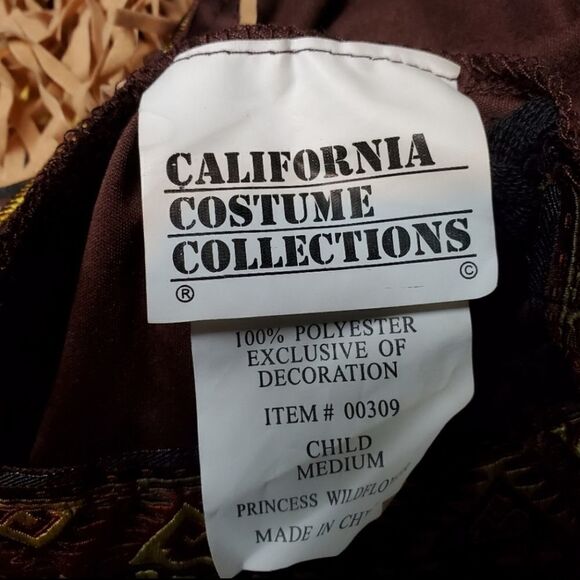 CALIFORNIA
COSTUME
COLLECTIONS
® ©
100% POLYESTER
EXCLUSIVE OF
DECORATION
ITEM # 00309
CHILD
MEDIUM
PRINCESS
MADE IN